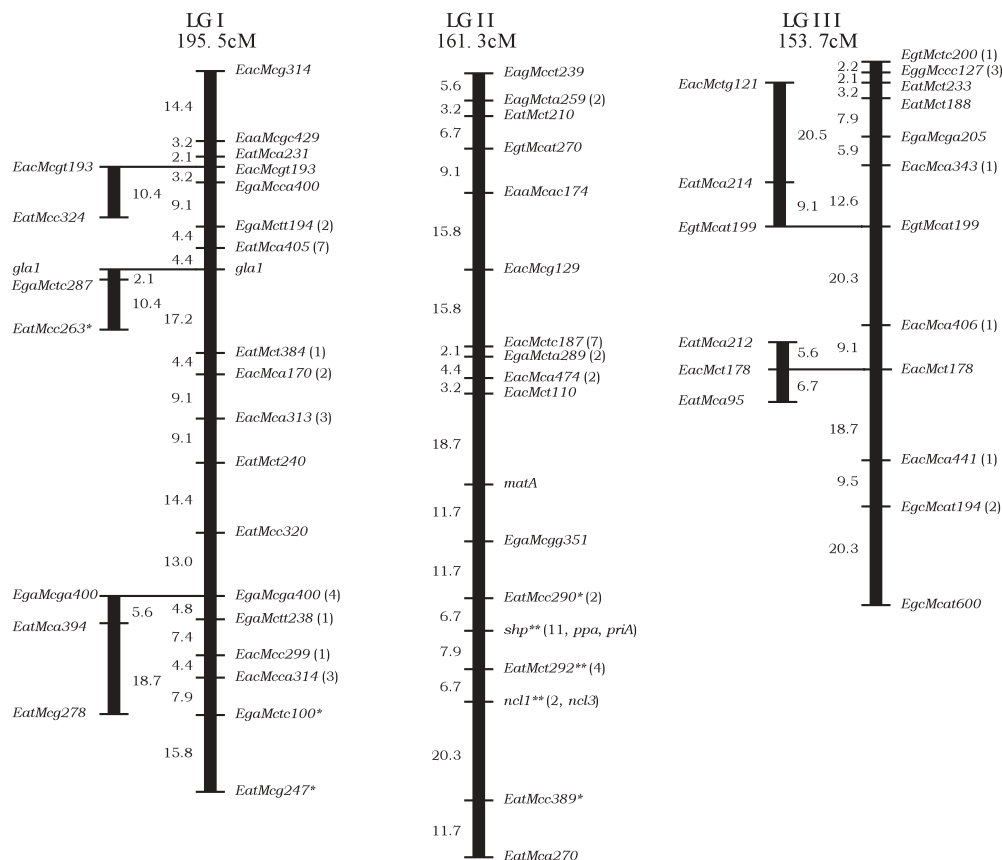 LG I
195. 5cM
EacMcg314
14.4
EaaMcgc429
3.2
EatMca231
2.1
EacMcgt193
EacMcgt193
3.2
EgaMcca400
10.4
9.1
EatMcc324
EgaMctt194 (2)
4.4
EatMca405 (7)
4.4
gla1
gla1
EgaMctc287
2.1
10.4
17.2
EatMcc263*
EatMct384 (1)
4.4
EacMca170 (2)
9.1
EacMca313 (3)
9.1
EatMct240
14.4
EatMcc320
13.0
EgaMcga400
EgaMcga400 (4)
5.6
4.8
EatMca394
EgaMctt238 (1)
7.4
EacMcc299 (1)
4.4
EacMcca314 (3)
18.7
7.9
EatMcg278
EgaMctc100*
15.8
EatMcg247*
LG II
161. 3cM
EagMcct239
5.6
EagMcta259 (2)
3.2
EatMct210
6.7
EgtMcat270
9.1
EaaMcac174
15.8
EacMcg129
15.8
EacMctc187 (7)
2.1
EgaMcta289 (2)
4.4
EacMca474 (2)
3.2
EacMct110
18.7
matA
11.7
EgaMcgg351
11.7
EatMcc290* (2)
6.7
shp** (11, ppa, priA)
7.9
EatMct292** (4)
6.7
ncl1** (2, ncl3)
20.3
EatMcc389*
11.7
EatMca270
LG III
153. 7cM
EgtMctc200 (1)
2.2
EggMccc127 (3)
2.1
EacMctg121
EatMct233
3.2
EatMct188
7.9
20.5
EgaMcga205
5.9
EacMca343 (1)
EatMca214
12.6
9.1
EgtMcat199
EgtMcat199
20.3
EacMca406 (1)
EatMca212
5.6
9.1
EacMct178
EacMct178
6.7
EatMca95
18.7
EacMca441 (1)
9.5
EgcMcat194 (2)
20.3
EgcMcat600